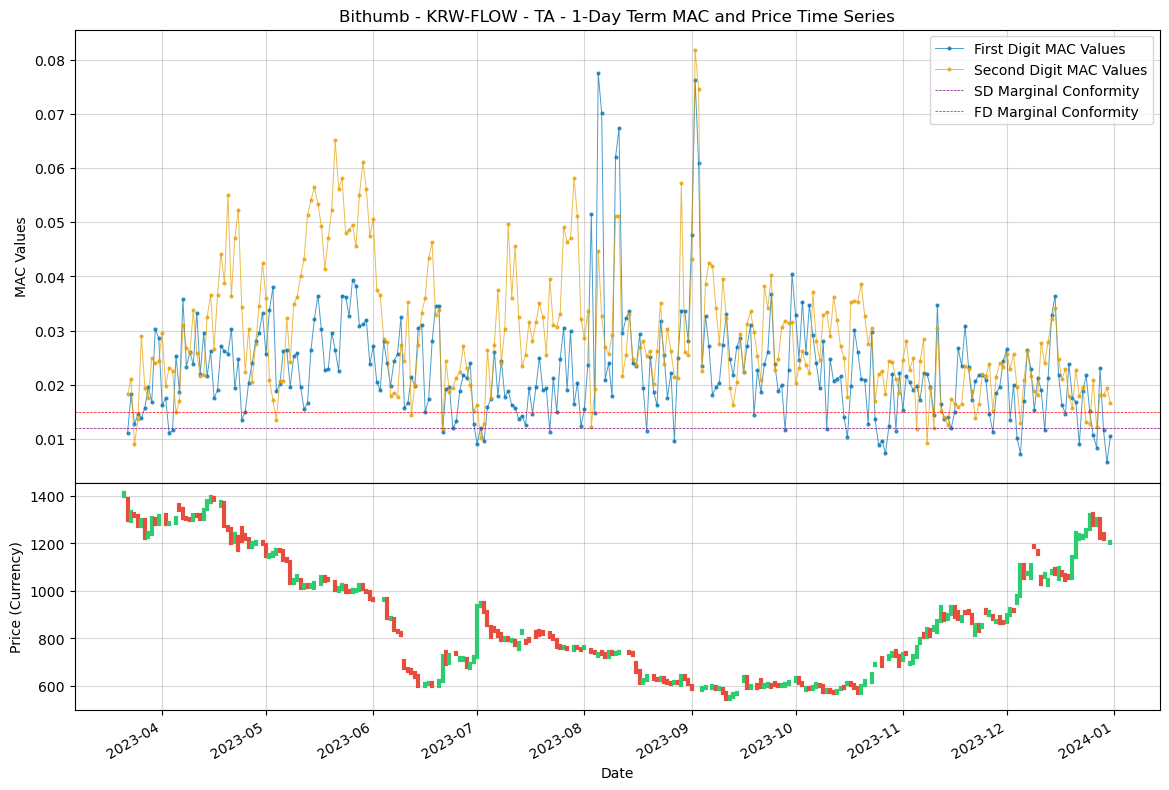 Bithumb - KRW-FLOW - TA - 1-Day Term MAC and Price Time Series
First Digit MAC Values
Second Digit MAC Values
SD Marginal Conformity
FD Marginal Conformity
MAC Values
0.08
0.07
0.06
0.05
0.04
0.03
0.02
0.01
Price (Currency)
1400
1200
1000
800
600
2023-04
2023-05
2023-06
2023-07
2023-08
2023-09
2023-10
2023-11
2023-12
2024-01
Date